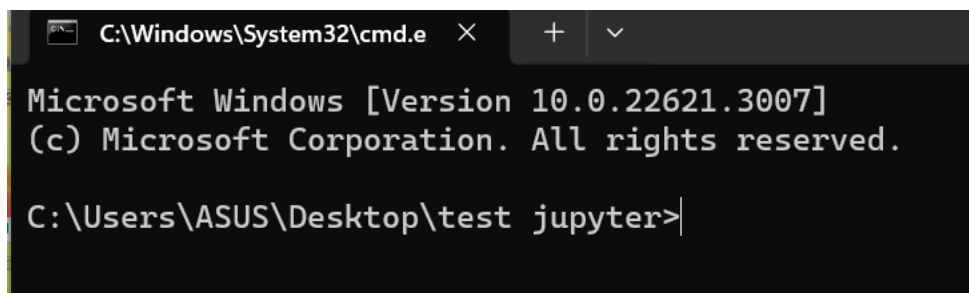 C:\Windows\System32\cmd.e
Microsoft Windows [Version 10.0.22621.3007]
(c) Microsoft Corporation. All rights reserved.
C:\Users\ASUS\Desktop\test jupyter>